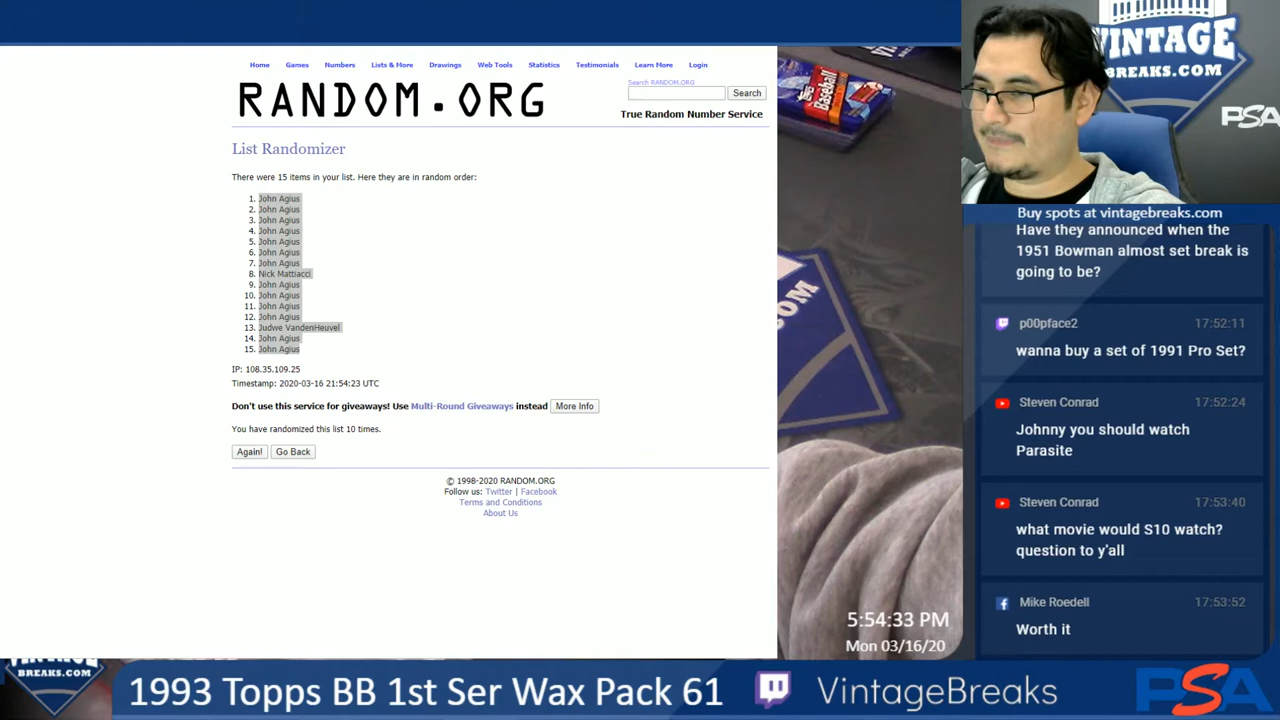 Home Games Numbers Lists & More Drawings Web Tools Statistics Testimonials Learn More Login
RANDOM.ORG
Search RANDOM.ORG
Search
True Random Number Service
List Randomizer
There were 15 items in your list. Here they are in random order:
1. John Agius
2. John Agius
3. John Agius
4. John Agius
5. John Agius
6. John Agius
7. John Agius
8. Nick Mattiacci
9. John Agius
10. John Agius
11. John Agius
12. John Agius
13. Judwe VandenHeuvel
14. John Agius
15. John Agius
IP: 108.35.109.25
Timestamp: 2020-03-16 21:54:23 UTC
Don't use this service for giveaways! Use Multi-Round Giveaways instead More Info
You have randomized this list 10 times.
Again! Go Back
© 1998-2020 RANDOM.ORG
Follow us: Twitter | Facebook
Terms and Conditions
About Us
Baseball
VINTAGE
BREAKS.COM
PSA
Buy spots at vintagebreaks.com
Have they announced when the
1951 Bowman almost set break is
going to be?
p00pface2 17:52:11
wanna buy a set of 1991 Pro Set?
Steven Conrad 17:52:24
Johnny you should watch
Parasite
Steven Conrad 17:53:40
what movie would S10 watch?
question to y'all
Mike Roedell 17:53:52
Worth it
5:54:33 PM
Mon 03/16/20
VINTAGE
BREAKS.COM
1993 Topps BB 1st Ser Wax Pack 61
VintageBreaks
PSA